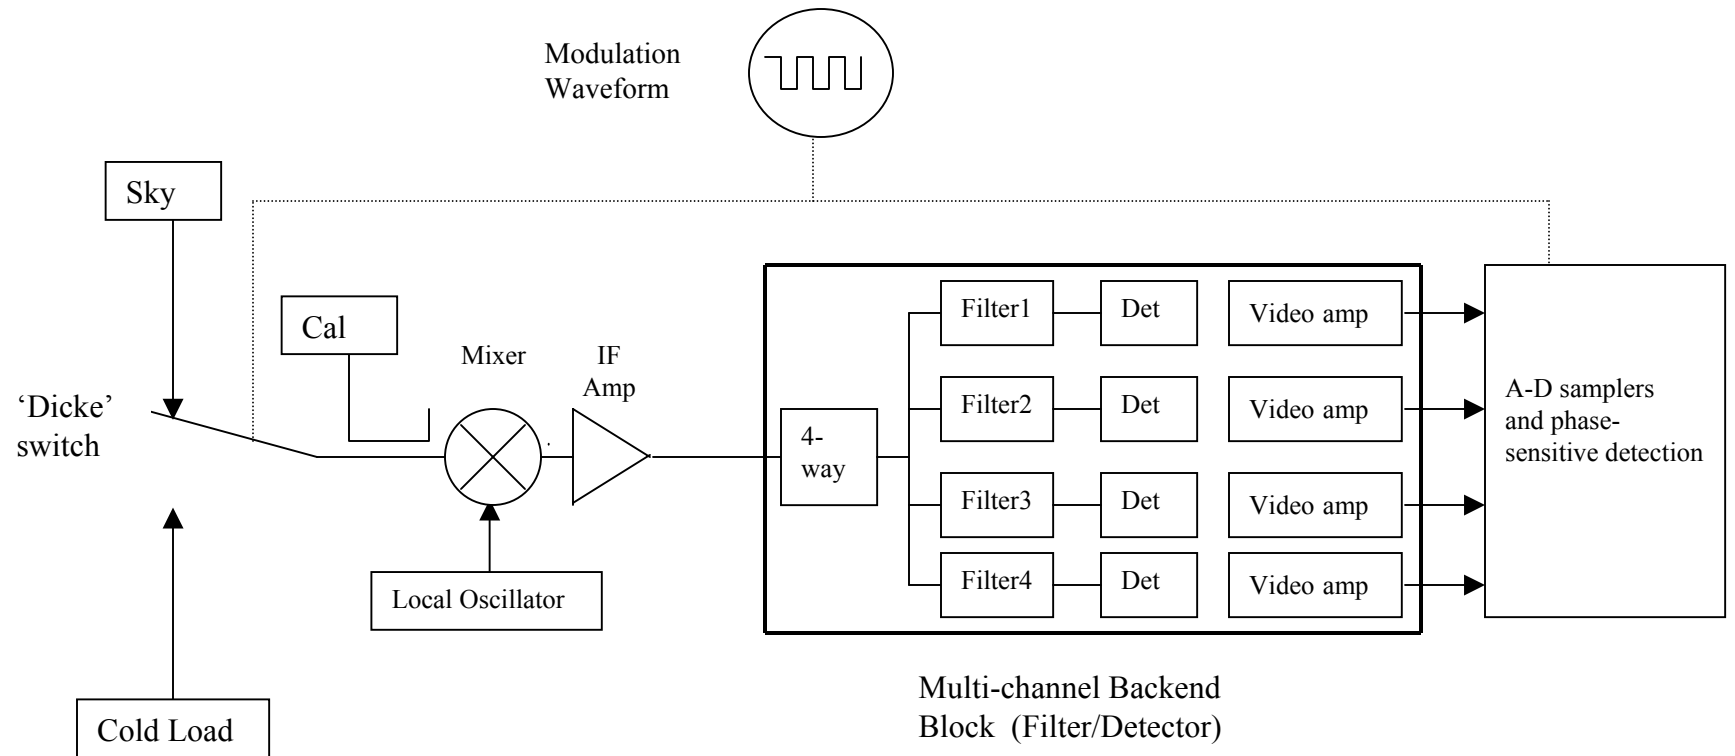 Modulation
Waveform
Sky
Cal
Mixer
IF
Amp
‘Dicke’
switch
Local Oscillator
Cold Load
4-
way
Filter1
Det
Video amp
Filter2
Det
Video amp
Filter3
Det
Video amp
Filter4
Det
Video amp
A-D samplers
and phase-
sensitive detection
Multi-channel Backend
Block (Filter/Detector)